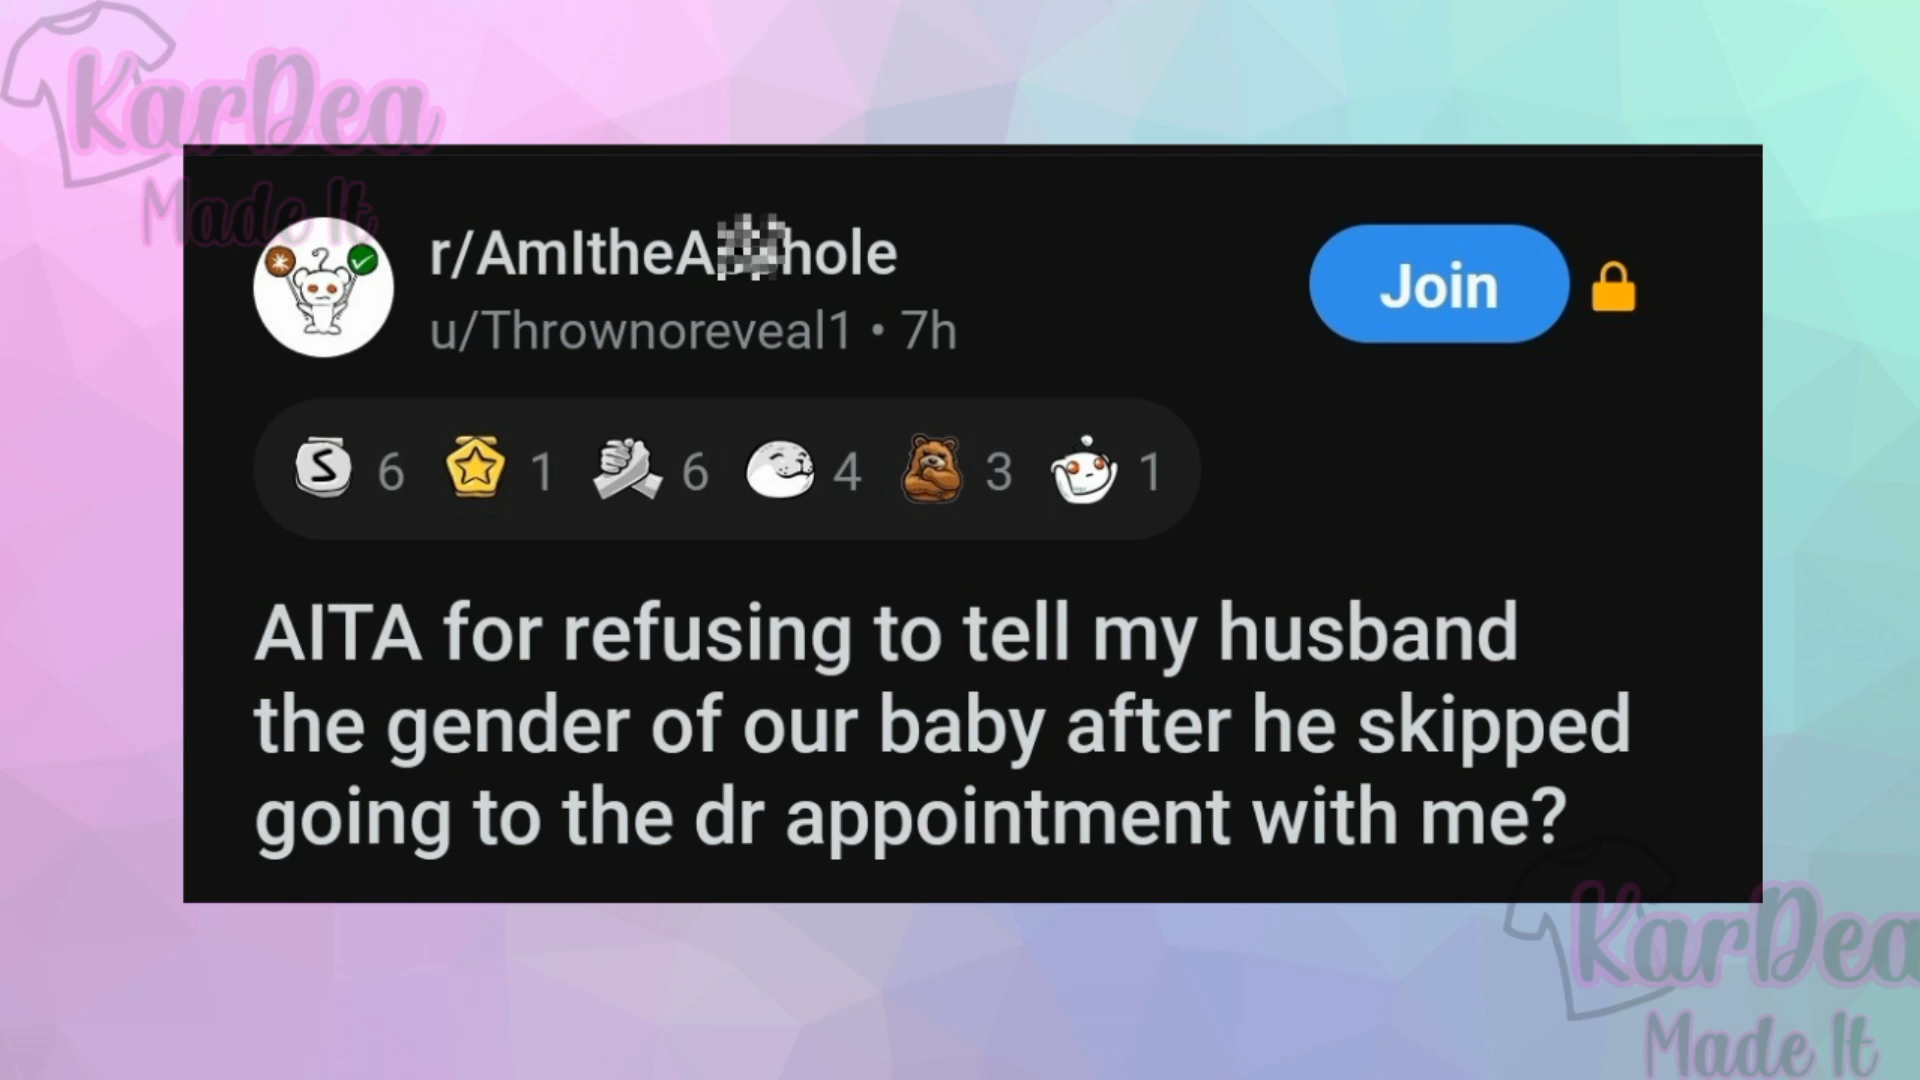 KarDea
Made It
r/AmItheA hole
u/Thrownoreveal1 • 7h
Join
S 6 1 6 4 3 1
AITA for refusing to tell my husband
the gender of our baby after he skipped
going to the dr appointment with me?
KarDea
Made It